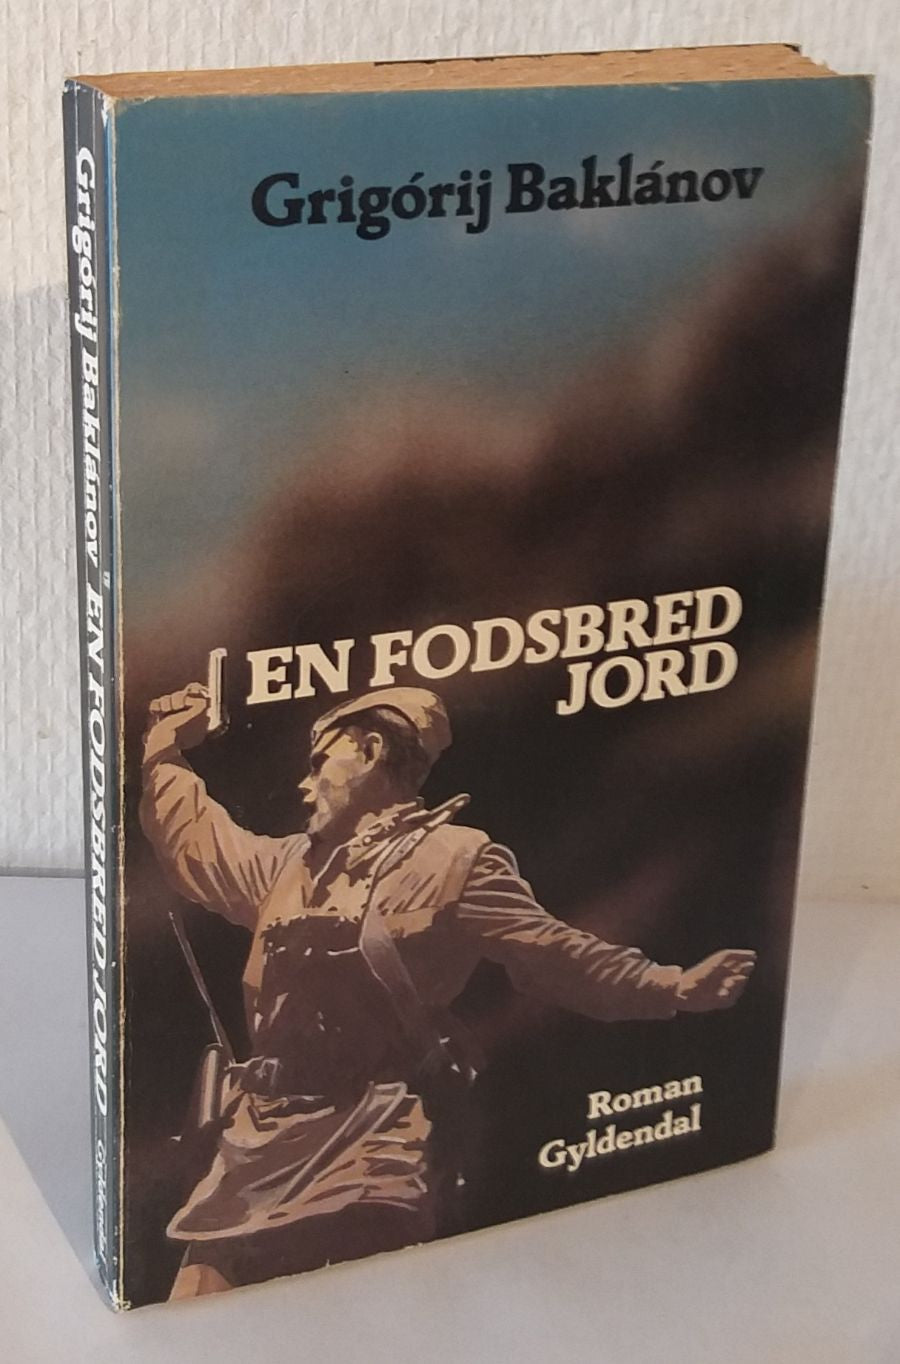 Grigórij Baklánov
EN FODSBRED
JORD
Roman
Gyldendal
Grigórij Baklánov EN FODSBRED JORD Gyldendal